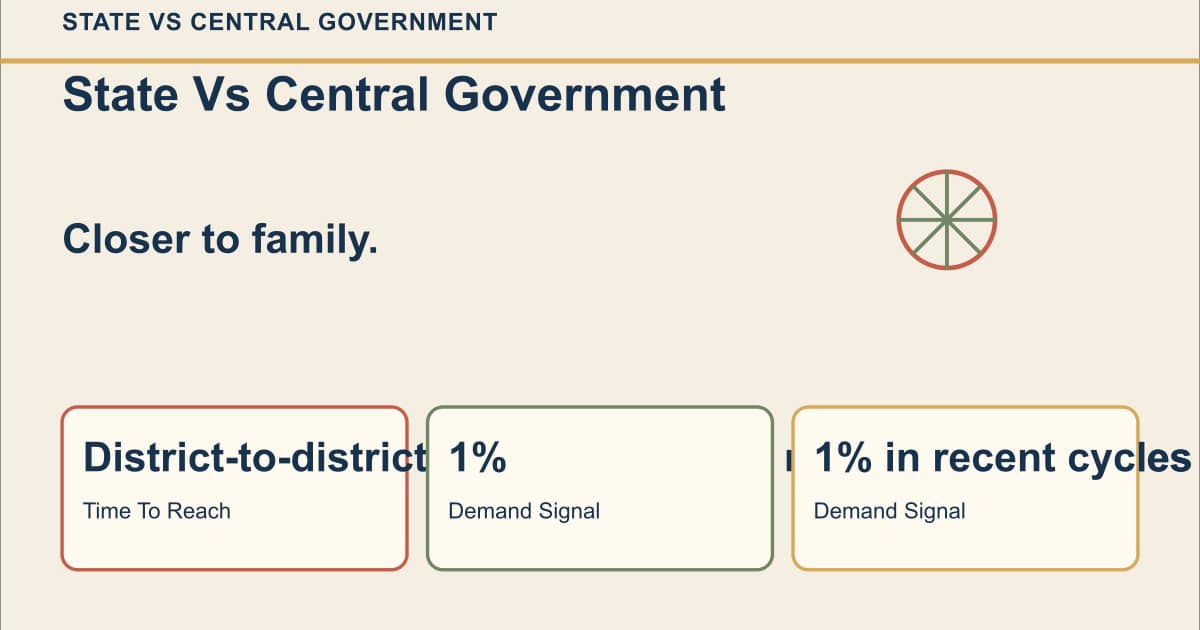 STATE VS CENTRAL GOVERNMENT
State Vs Central Government
Closer to family.
District-to-district
Time To Reach
1%
Demand Signal
1% in recent cycles
Demand Signal